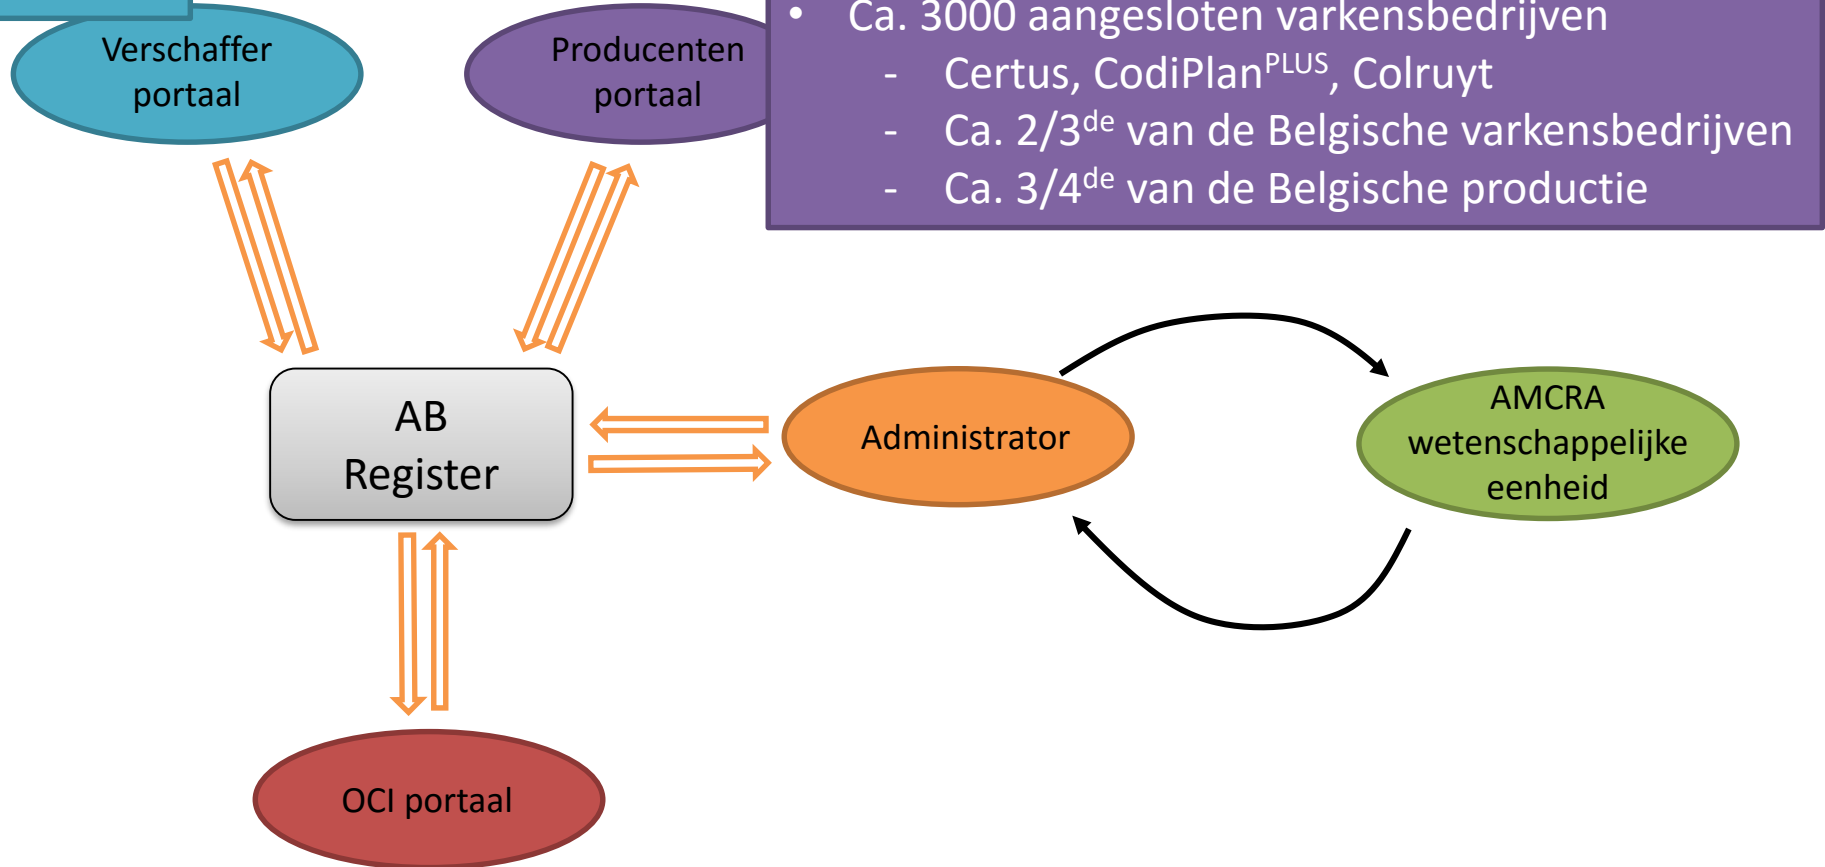 Verschaffer
portaal
Producenten
portaal
• Ca. 3000 aangesloten varkensbedrijven
- Certus, CodiPlanPLUS, Colruyt
- Ca. 2/3de van de Belgische varkensbedrijven
- Ca. 3/4de van de Belgische productie
AB
Register
Administrator
AMCRA
wetenschappelijke
eenheid
OCI portaal